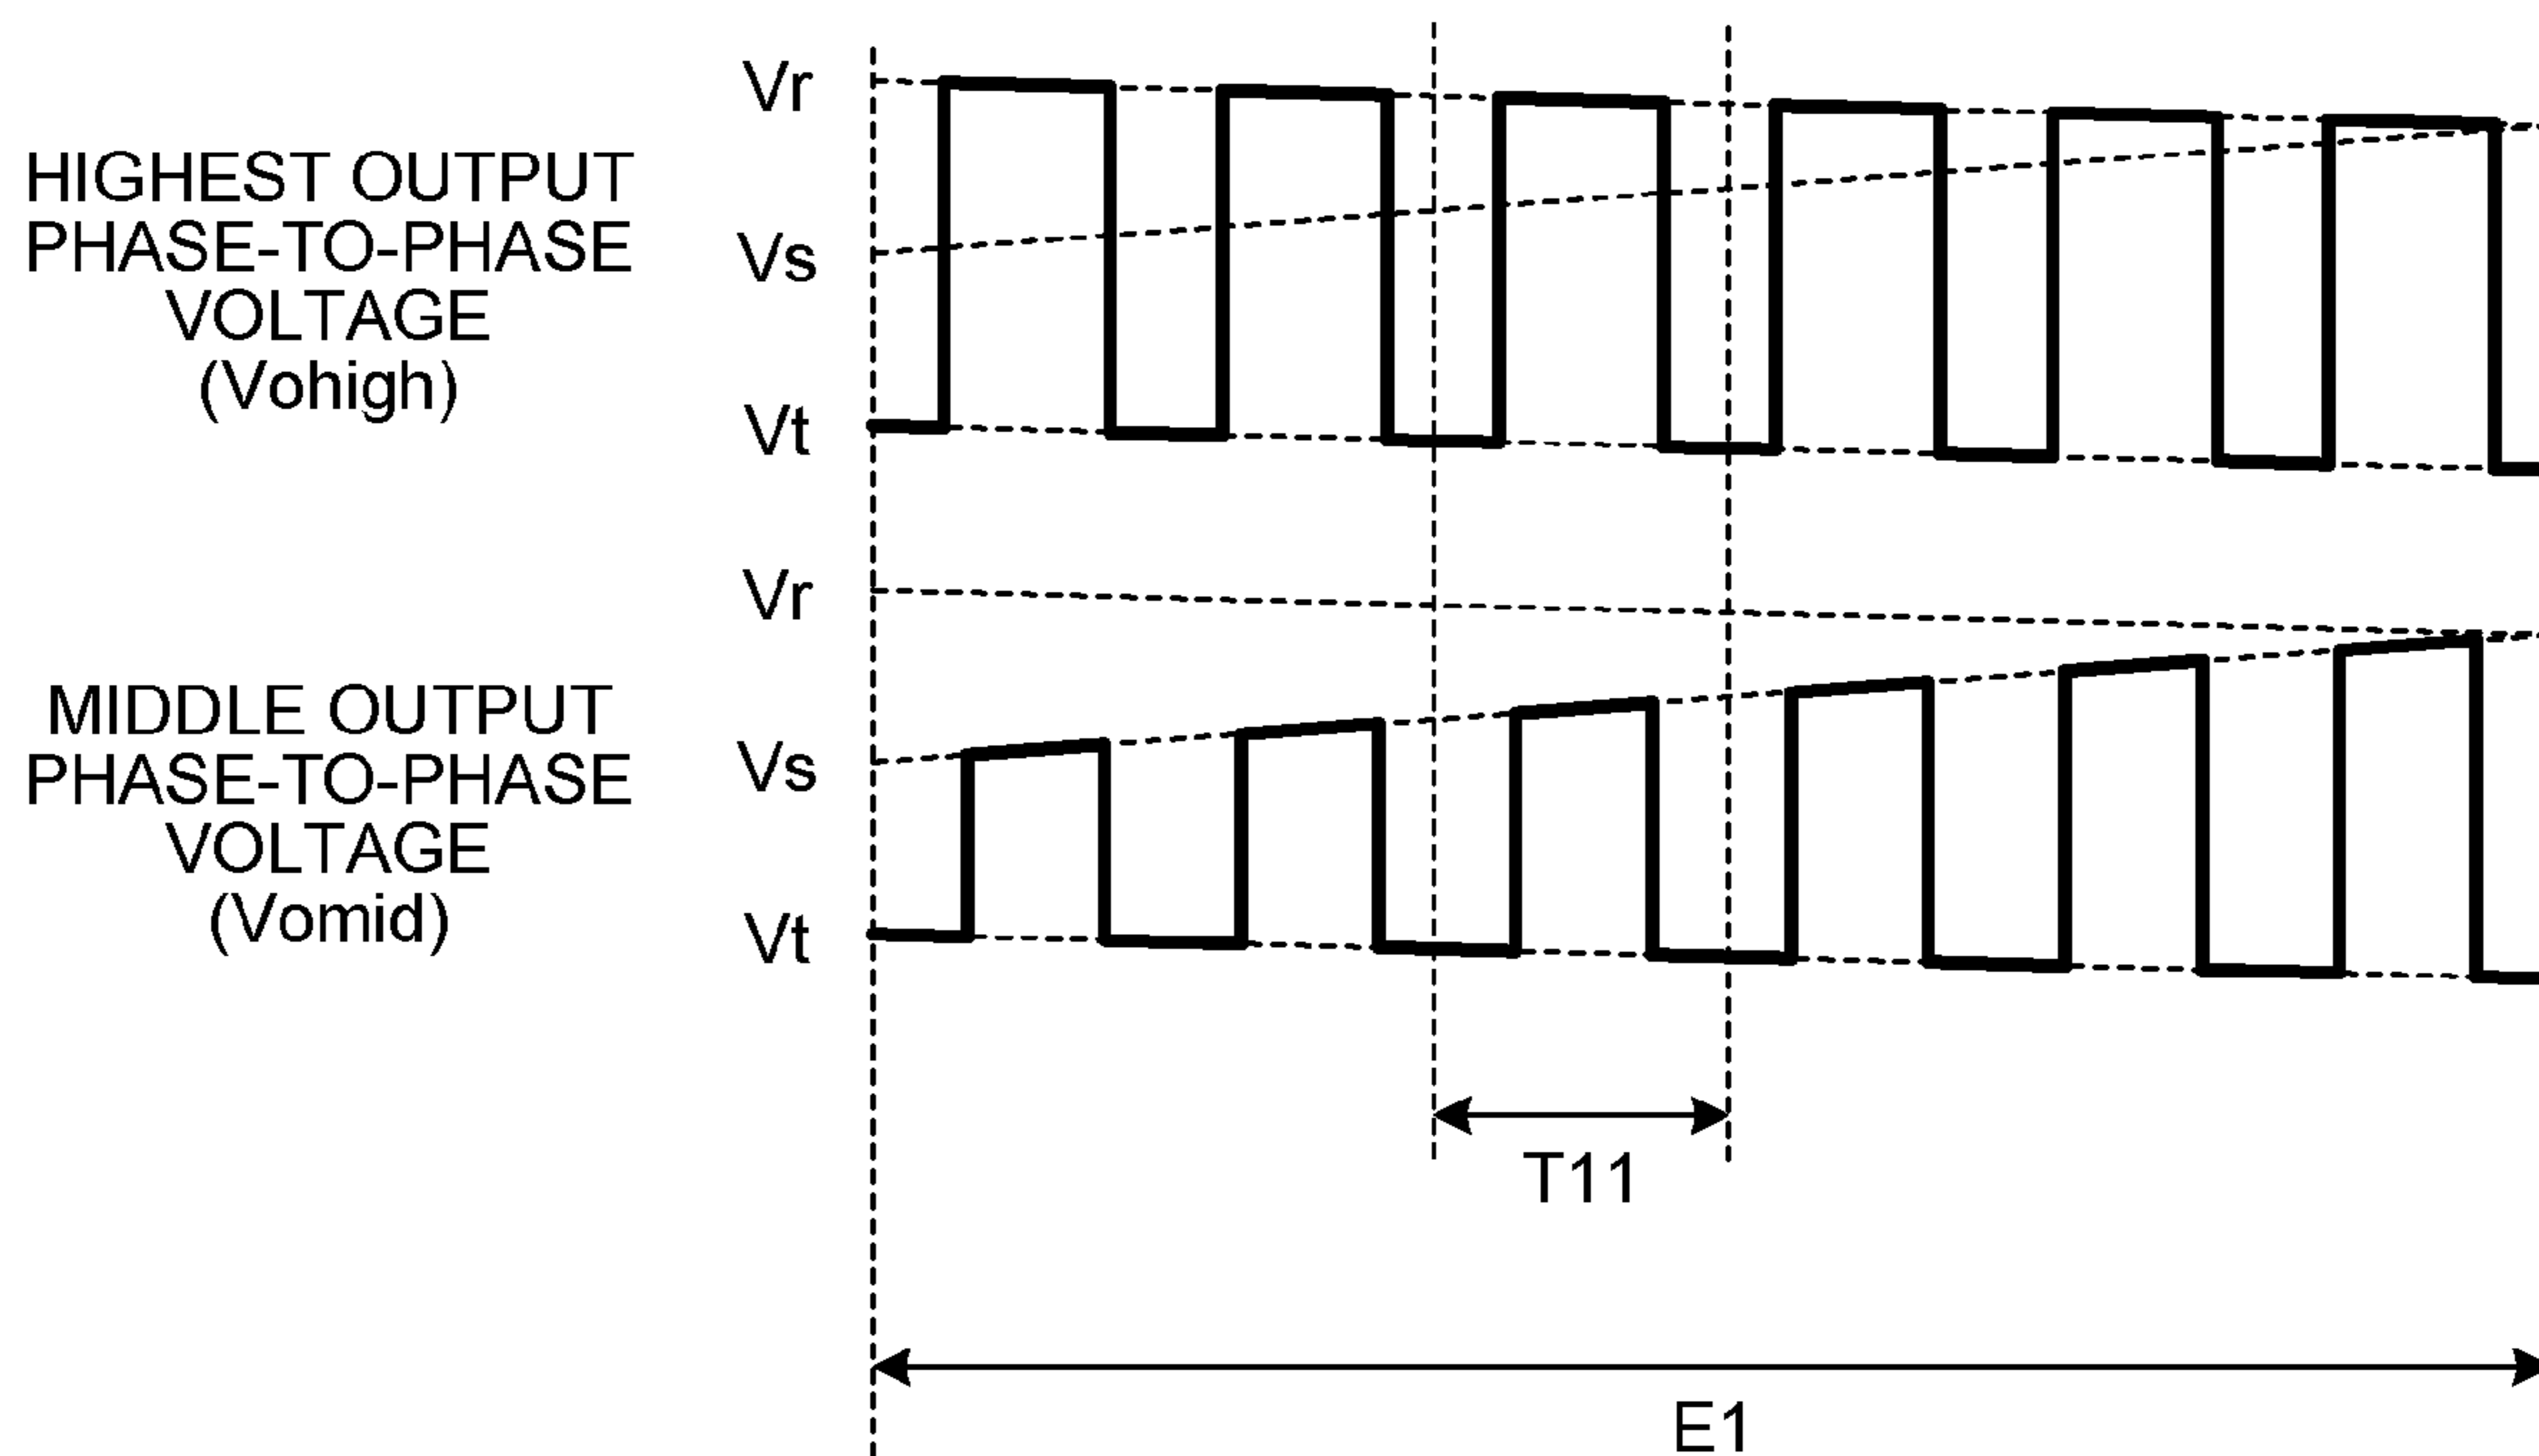 HIGHEST OUTPUT
PHASE-TO-PHASE
VOLTAGE
(Vohigh)
Vr
Vs
Vt
MIDDLE OUTPUT
PHASE-TO-PHASE
VOLTAGE
(Vomid)
Vr
Vs
Vt
T11
E1